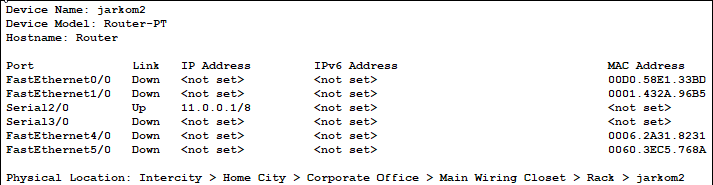 Device Name: jarkom2
Device Model: Router-PT
Hostname: Router
Port Link IP Address IPv6 Address MAC Address
FastEthernet0/0 Down <not set> <not set> 00D0.58E1.33BD
FastEthernet1/0 Down <not set> <not set> 0001.432A.96B5
Serial2/0 Up 11.0.0.1/8 <not set> <not set>
Serial3/0 Down <not set> <not set> <not set>
FastEthernet4/0 Down <not set> <not set> 0006.2A31.8231
FastEthernet5/0 Down <not set> <not set> 0060.3EC5.768A
Physical Location: Intercity > Home City > Corporate Office > Main Wiring Closet > Rack > jarkom2